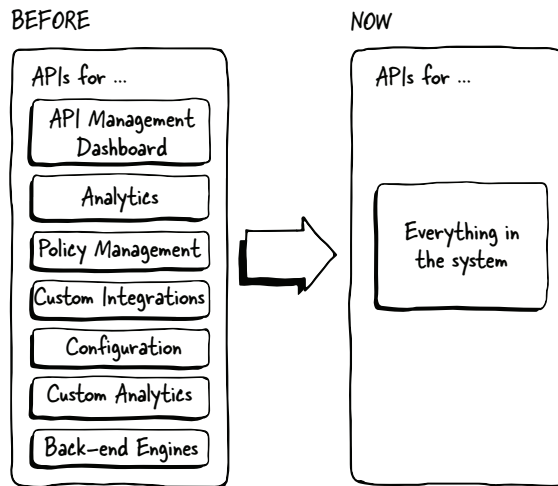 BEFORE
APIs for ...
API Management
Dashboard
Analytics
Policy Management
Custom Integrations
Configuration
Custom Analytics
Back-end Engines
NOW
APIs for ...
Everything in
the system